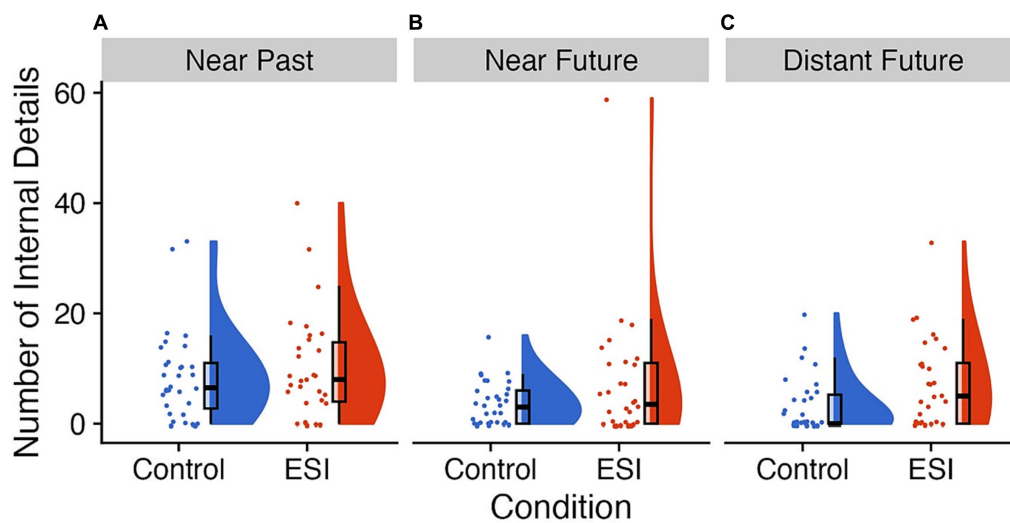 A B C
Near Past Near Future Distant Future
Number of Internal Details
60
40
20
0
Control ESI Control ESI Control ESI
Condition